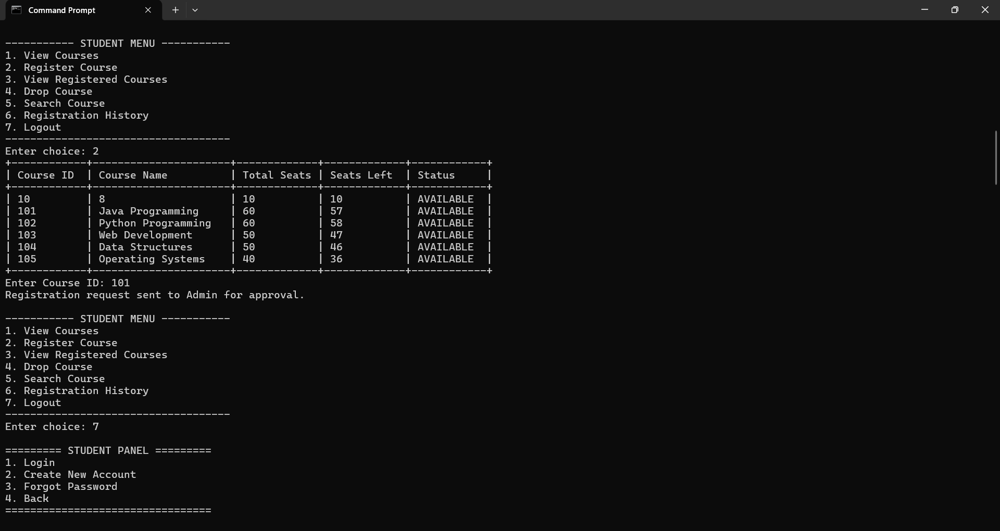 Command Prompt
----------- STUDENT MENU -----------
1. View Courses
2. Register Course
3. View Registered Courses
4. Drop Course
5. Search Course
6. Registration History
7. Logout
------------------------------------
Enter choice: 2
+------------+----------------------+-------------+-------------+------------+
| Course ID  | Course Name          | Total Seats | Seats Left  | Status     |
+------------+----------------------+-------------+-------------+------------+
| 10         | 8                    | 10          | 10          | AVAILABLE  |
| 101        | Java Programming     | 60          | 57          | AVAILABLE  |
| 102        | Python Programming   | 60          | 58          | AVAILABLE  |
| 103        | Web Development      | 50          | 47          | AVAILABLE  |
| 104        | Data Structures      | 50          | 46          | AVAILABLE  |
| 105        | Operating Systems    | 40          | 36          | AVAILABLE  |
+------------+----------------------+-------------+-------------+------------+
Enter Course ID: 101
Registration request sent to Admin for approval.
----------- STUDENT MENU -----------
1. View Courses
2. Register Course
3. View Registered Courses
4. Drop Course
5. Search Course
6. Registration History
7. Logout
------------------------------------
Enter choice: 7
========= STUDENT PANEL =========
1. Login
2. Create New Account
3. Forgot Password
4. Back
=================================